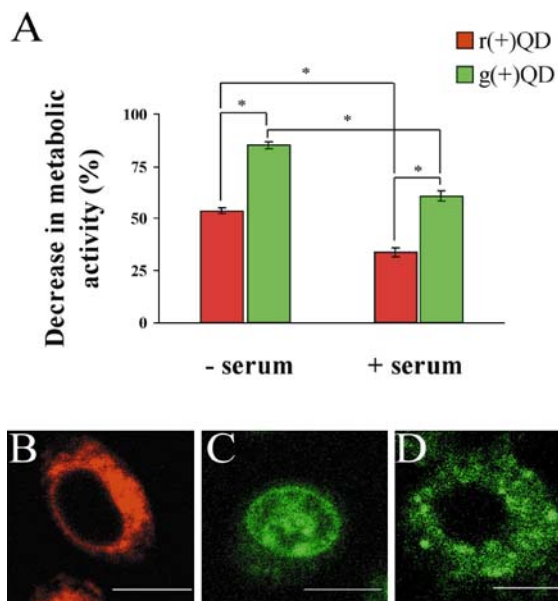 A
r(+)QD
g(+)QD
* * * *
Decrease in metabolic
activity (%)
100
75
50
25
0
- serum
+ serum
B
C
D